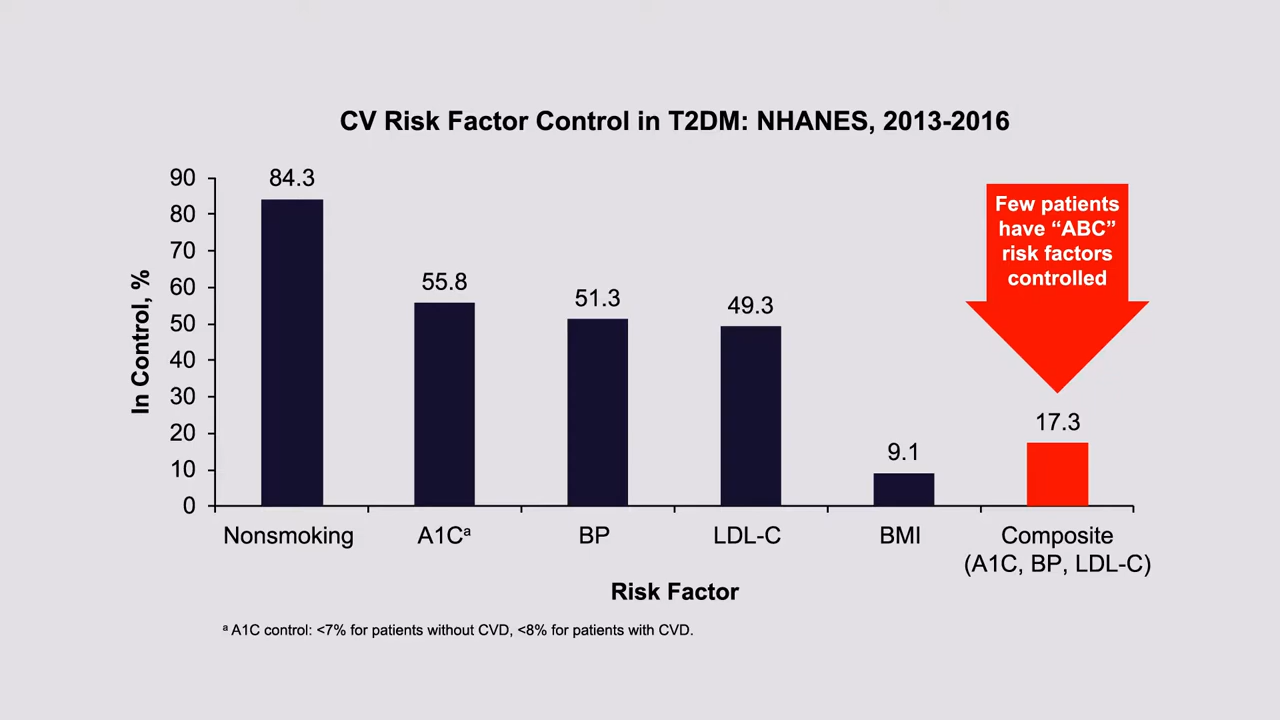 CV Risk Factor Control in T2DM: NHANES, 2013-2016
In Control, %
90
80
70
60
50
40
30
20
10
0
84.3
55.8
51.3
49.3
9.1
17.3
Few patients
have “ABC”
risk factors
controlled
Nonsmoking
A1Cᵃ
BP
LDL-C
BMI
Composite
(A1C, BP, LDL-C)
Risk Factor
ᵃ A1C control: <7% for patients without CVD, <8% for patients with CVD.